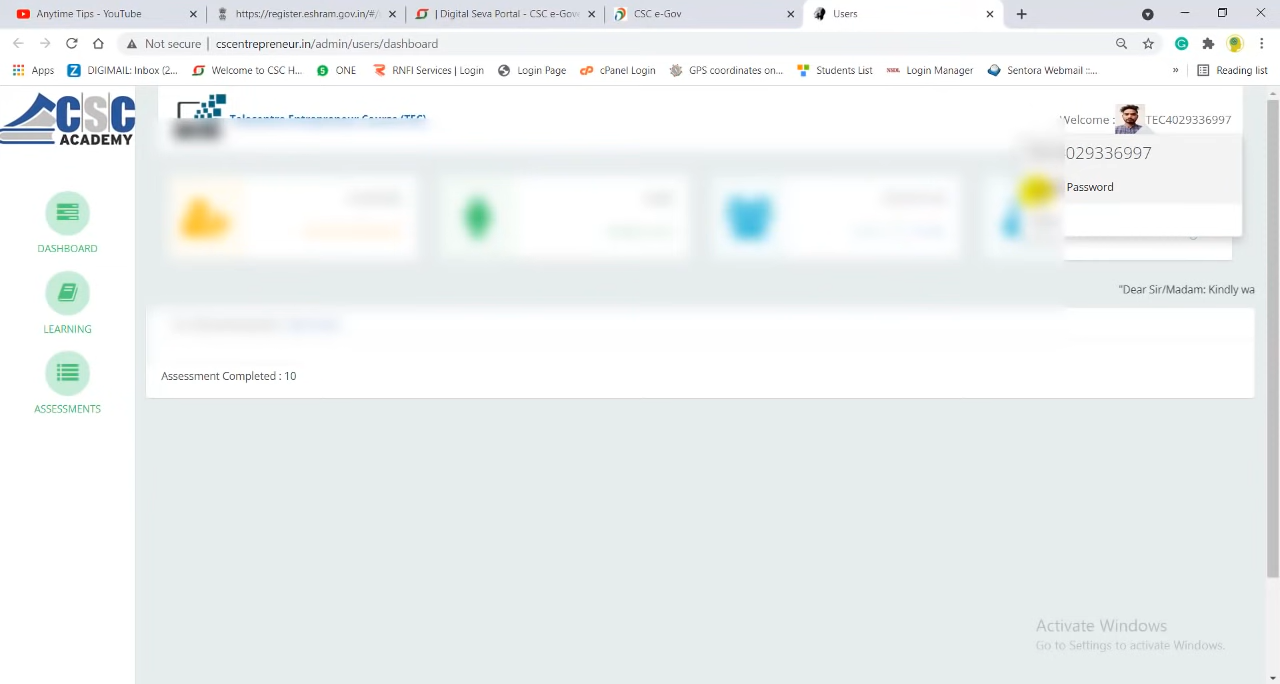 Anytime Tips - YouTube
https://register.eshram.gov.in/#/
| Digital Seva Portal - CSC e-Gov
CSC e-Gov
Users
Not secure | cscentrepreneur.in/admin/users/dashboard
Apps
DIGIMAIL: Inbox (2...
Welcome to CSC H...
ONE
RNFI Services | Login
Login Page
cPanel Login
GPS coordinates on...
Students List
Login Manager
Sentora Webmail ::...
»
Reading list
CSC
ACADEMY
Telecentre Entrepreneur Course (TEC)
Welcome :
TEC4029336997
029336997
Password
DASHBOARD
LEARNING
ASSESSMENTS
"Dear Sir/Madam: Kindly wa
Assessment Completed : 10
Activate Windows
Go to Settings to activate Windows.